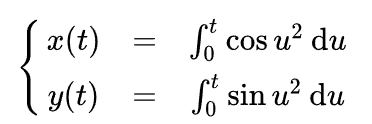 x(t) = ∫₀ᵗ cos u² du
y(t) = ∫₀ᵗ sin u² du